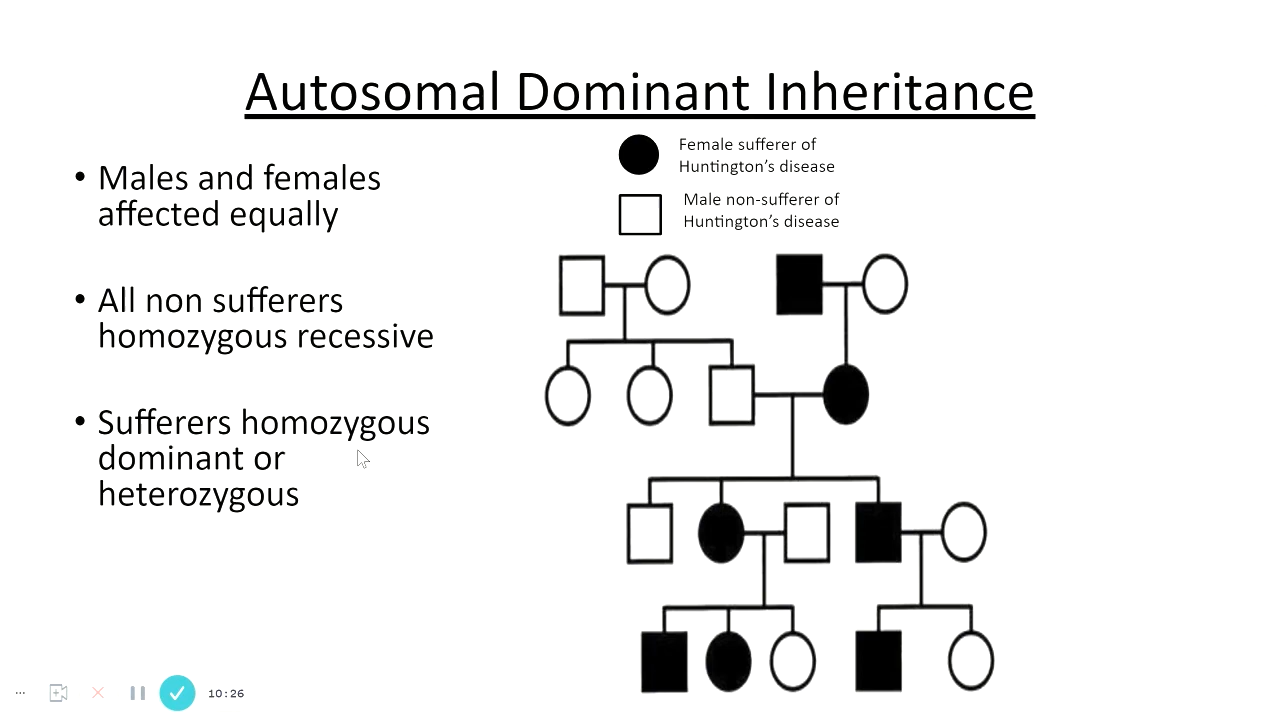 Autosomal Dominant Inheritance
• Males and females
affected equally
• All non sufferers
homozygous recessive
• Sufferers homozygous
dominant or
heterozygous
Female sufferer of
Huntington's disease
Male non-sufferer of
Huntington's disease
10:26